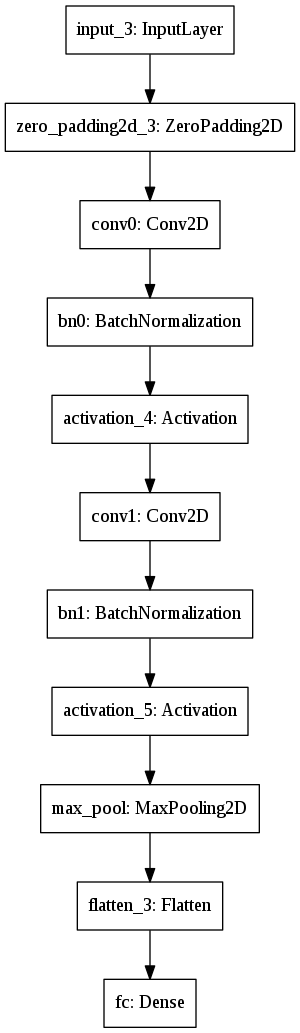 input_3: InputLayer
zero_padding2d_3: ZeroPadding2D
conv0: Conv2D
bn0: BatchNormalization
activation_4: Activation
conv1: Conv2D
bn1: BatchNormalization
activation_5: Activation
max_pool: MaxPooling2D
flatten_3: Flatten
fc: Dense